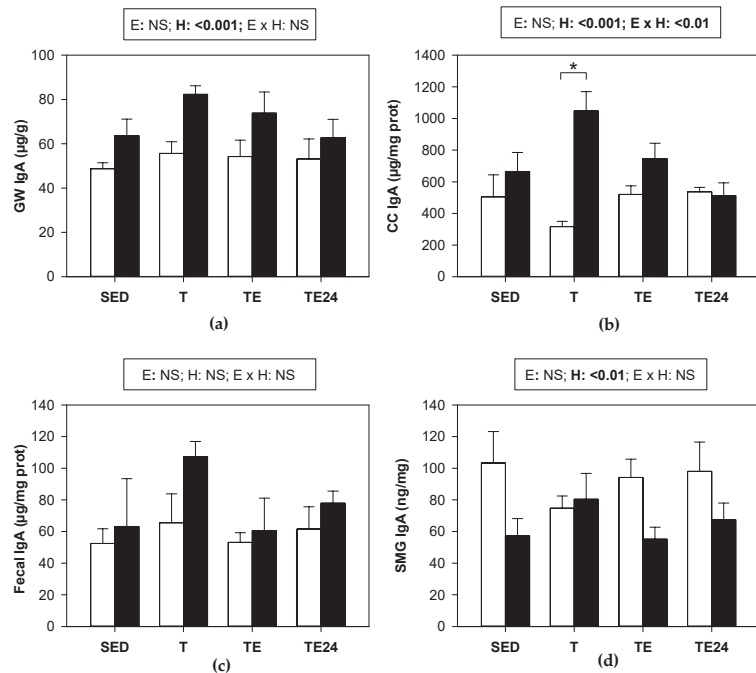 E: NS; H: <0.001; E x H: NS
GW IgA (µg/g)
100
80
60
40
20
0
SED T TE TE24
(a)
E: NS; H: <0.001; E x H: <0.01
CC IgA (µg/mg prot)
1400
1200
1000
800
600
400
200
0
*
SED T TE TE24
(b)
E: NS; H: NS; E x H: NS
Fecal IgA (µg/mg prot)
140
120
100
80
60
40
20
0
SED T TE TE24
(c)
E: NS; H: <0.01; E x H: NS
SMG IgA (ng/mg)
140
120
100
80
60
40
20
0
SED T TE TE24
(d)